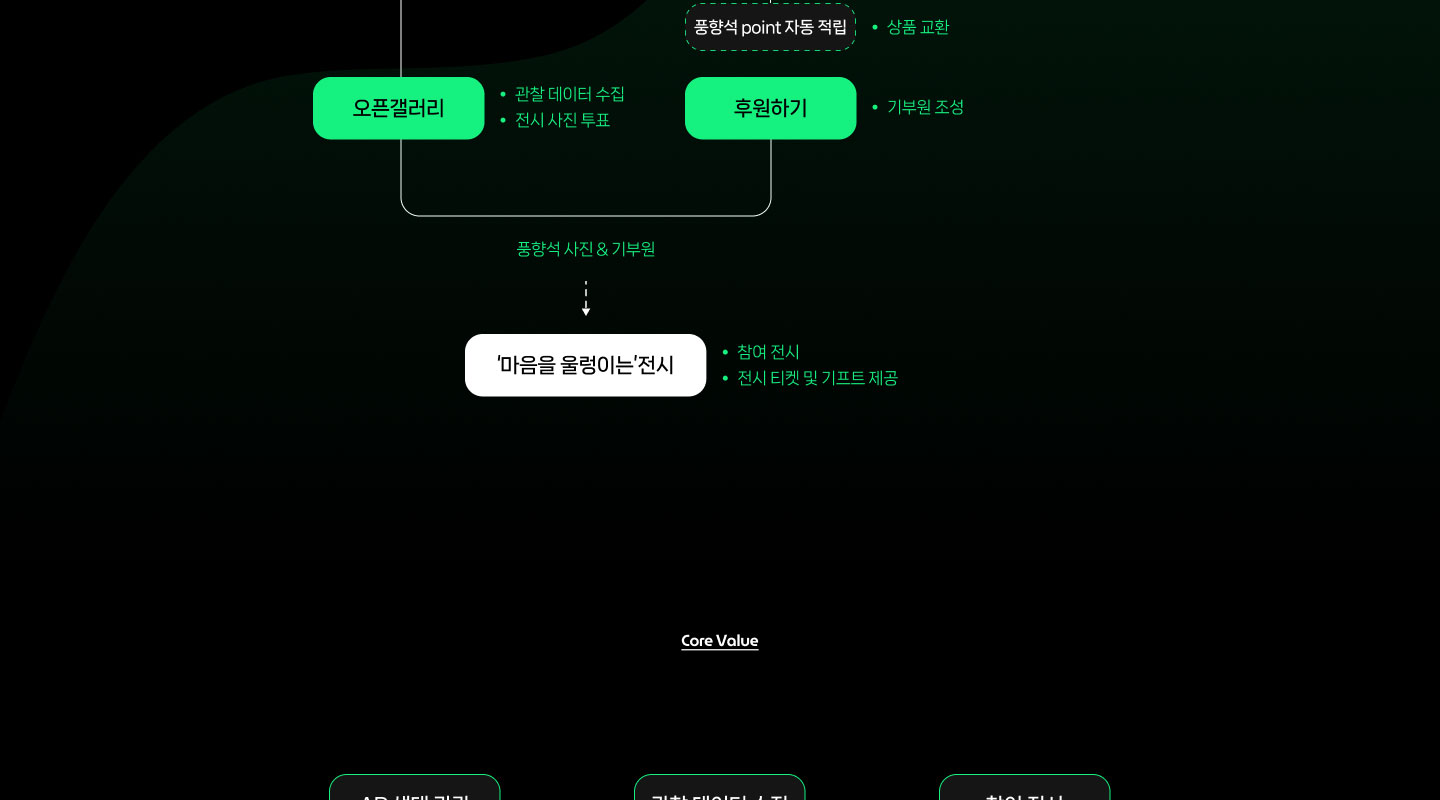 풍향석 point 자동 적립
• 상품 교환
오픈갤러리
• 관찰 데이터 수집
• 전시 사진 투표
후원하기
• 기부원 조성
풍향석 사진 & 기부원
'마음을 울렁이는'전시
• 참여 전시
• 전시 티켓 및 기프트 제공
Core Value